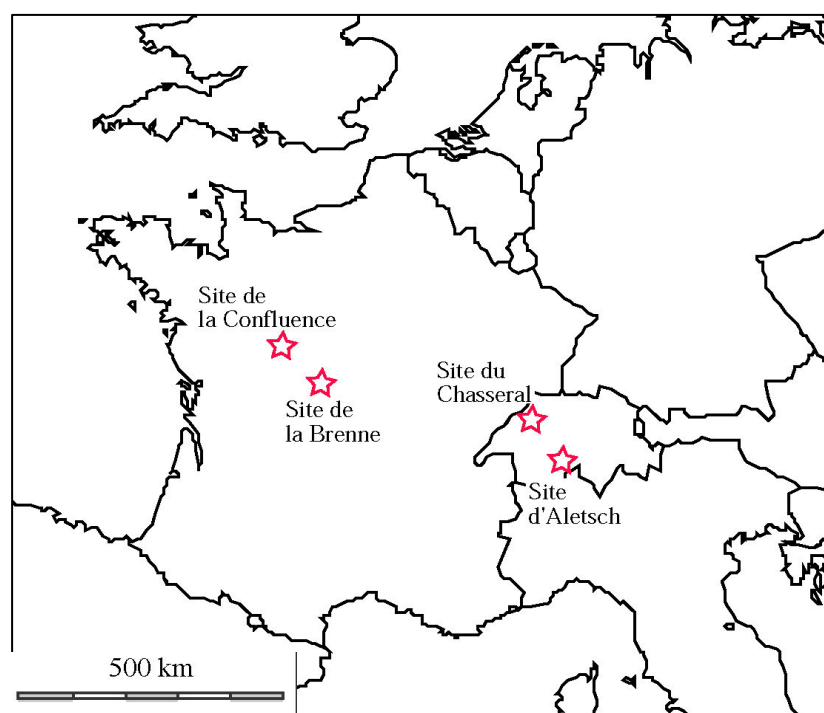 Site de
la Confluence
Site de
la Brenne
Site du
Chasseral
Site
d'Aletsch
500 km